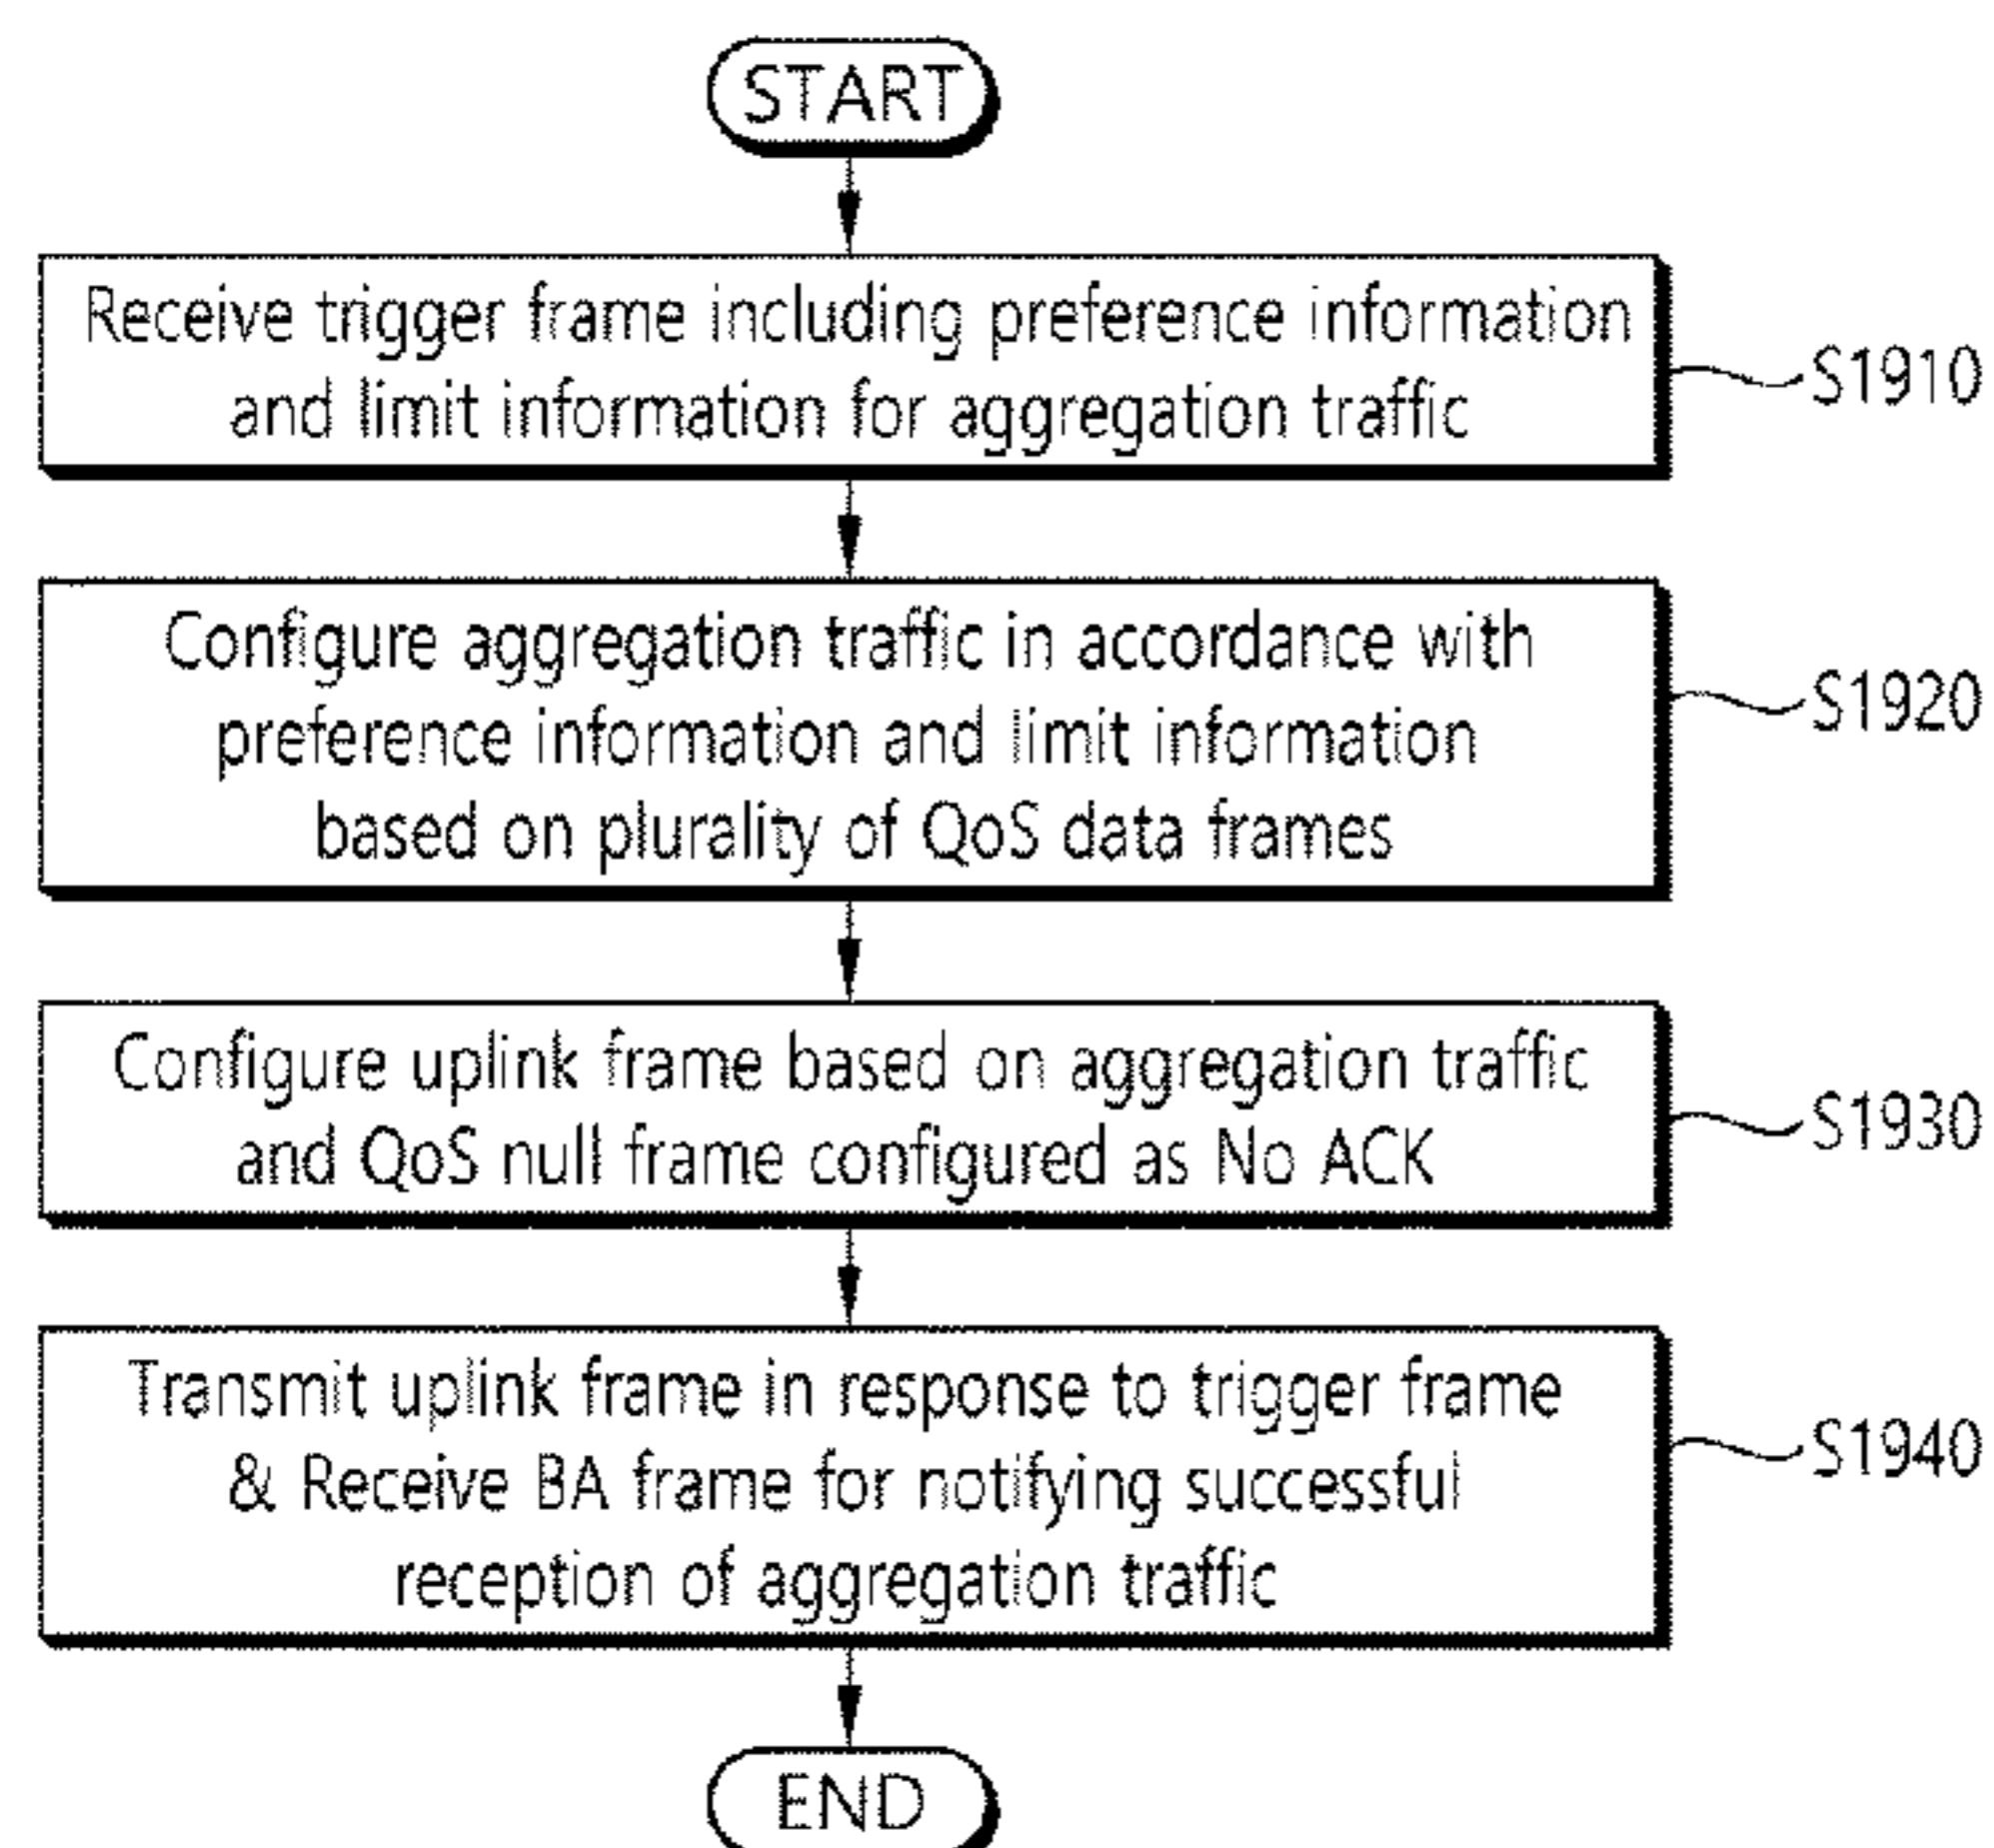 START
Receive trigger frame including preference information
and limit information for aggregation traffic
S1910
Configure aggregation traffic in accordance with
preference information and limit information
based on plurality of QoS data frames
S1920
Configure uplink frame based on aggregation traffic
and QoS null frame configured as No ACK
S1930
Transmit uplink frame in response to trigger frame
& Receive BA frame for notifying successful
reception of aggregation traffic
S1940
END